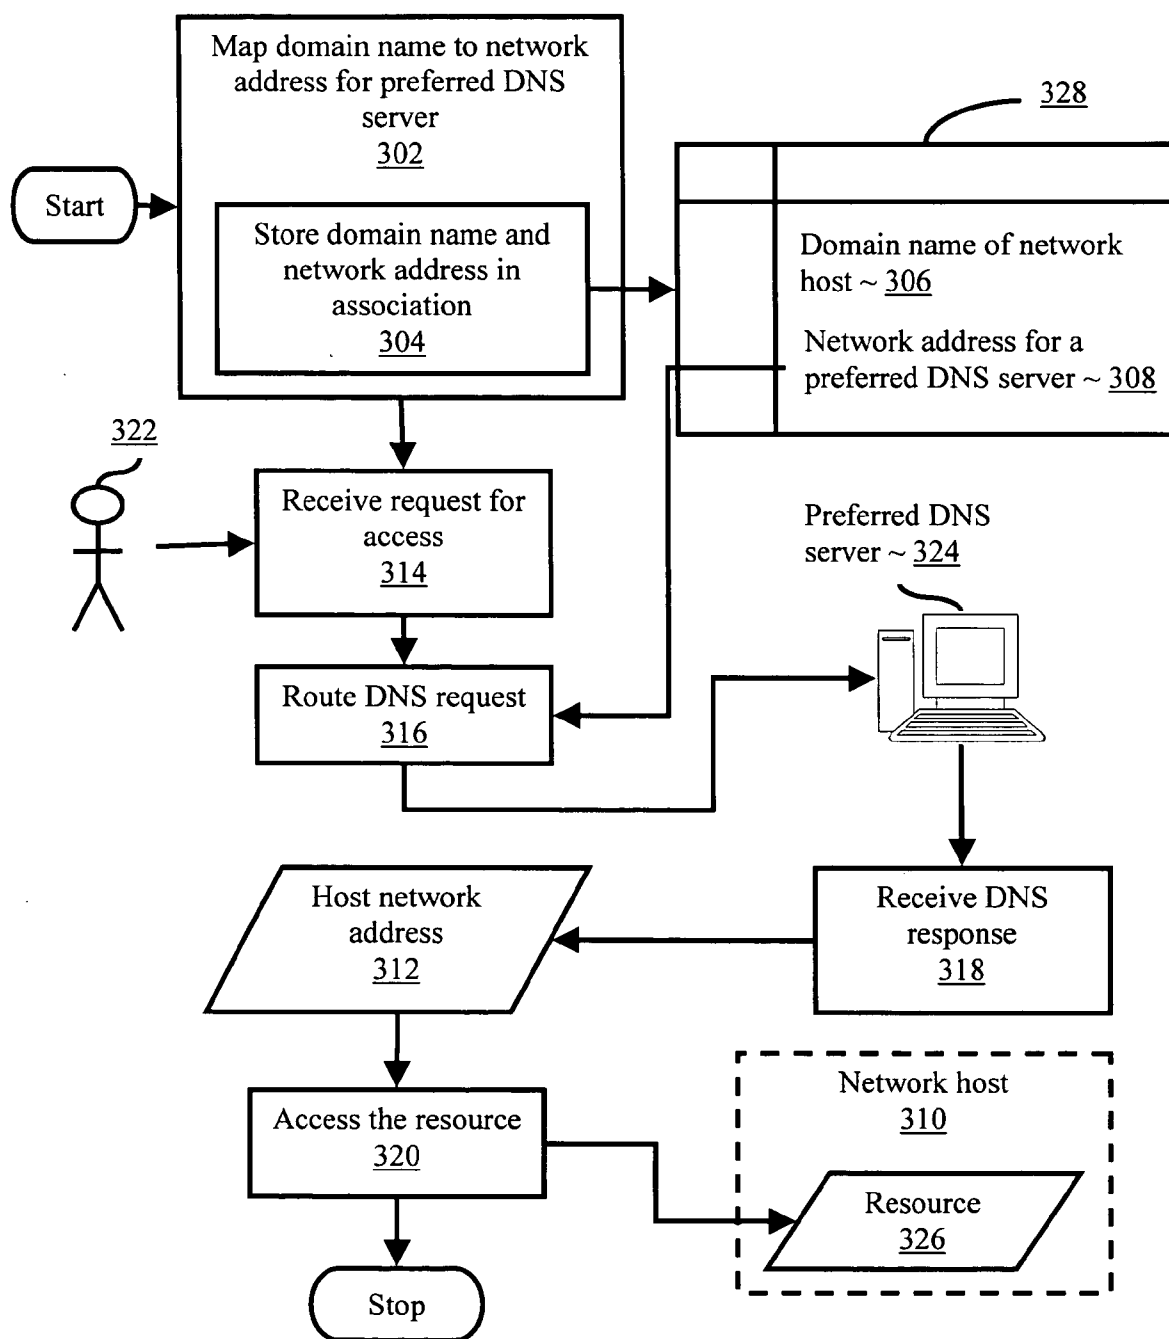 Map domain name to network
address for preferred DNS
server
302
328
Start
Store domain name and
network address in
association
304
Domain name of network
host ~ 306
Network address for a
preferred DNS server ~ 308
322
Receive request for
access
314
Preferred DNS
server ~ 324
Route DNS request
316
Host network
address
312
Receive DNS
response
318
Access the resource
320
Network host
310
Resource
326
Stop